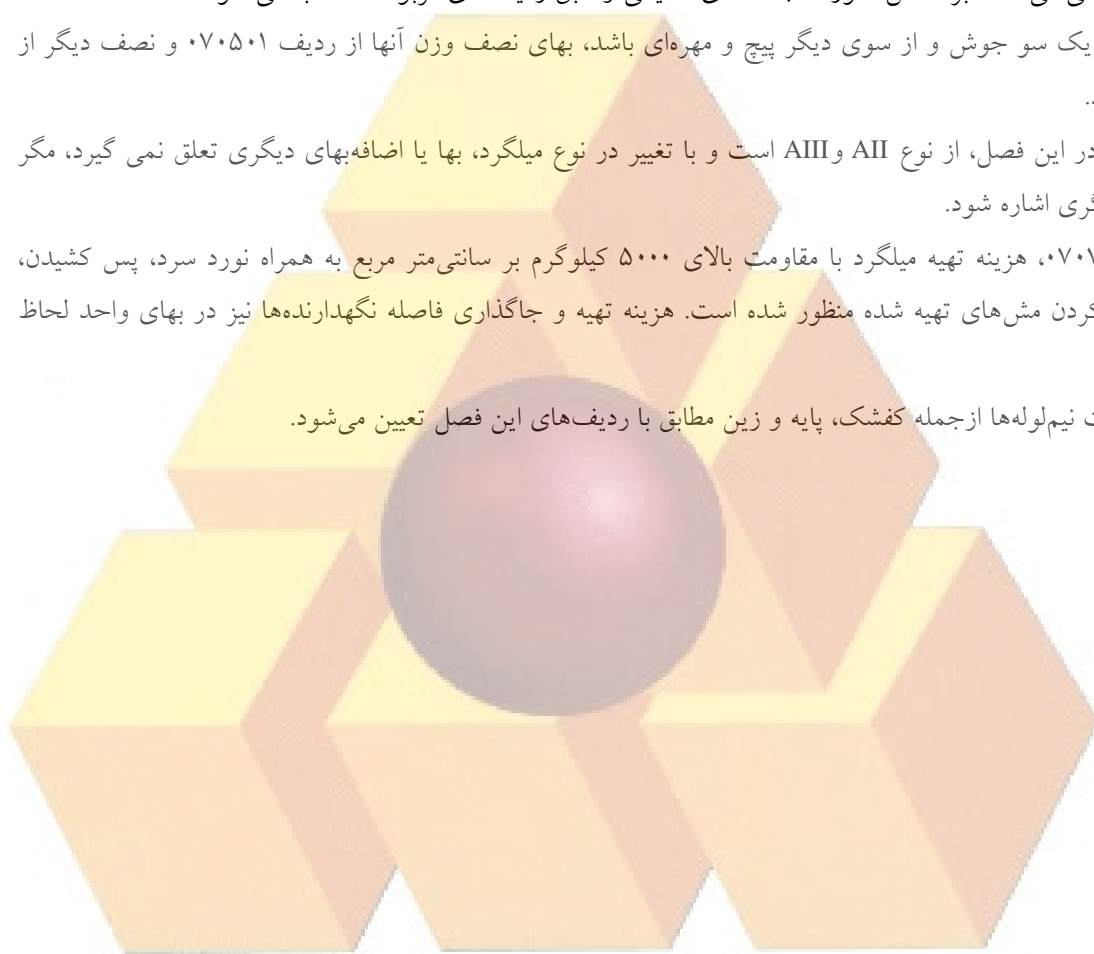 یک سو جوش و از سوی دیگر پیچ و مهره‌ای باشد، بهای نصف وزن آنها از ردیف ۰۷۰۵۰۱ و نصف دیگر از
..
در این فصل، از نوع AII و AIII است و با تغییر در نوع میلگرد، بها یا اضافه‌بهای دیگری تعلق نمی گیرد، مگر
گری اشاره شود.
۰۷۰۷، هزینه تهیه میلگرد با مقاومت بالای ۵۰۰۰ کیلوگرم بر سانتی‌متر مربع به همراه نورد سرد، پس کشیدن،
کردن مش‌های تهیه شده منظور شده است. هزینه تهیه و جاگذاری فاصله نگهدارنده‌ها نیز در بهای واحد لحاظ
ت نیم‌لوله‌ها ازجمله کفشک، پایه و زین مطابق با ردیف‌های این فصل تعیین می‌شود.